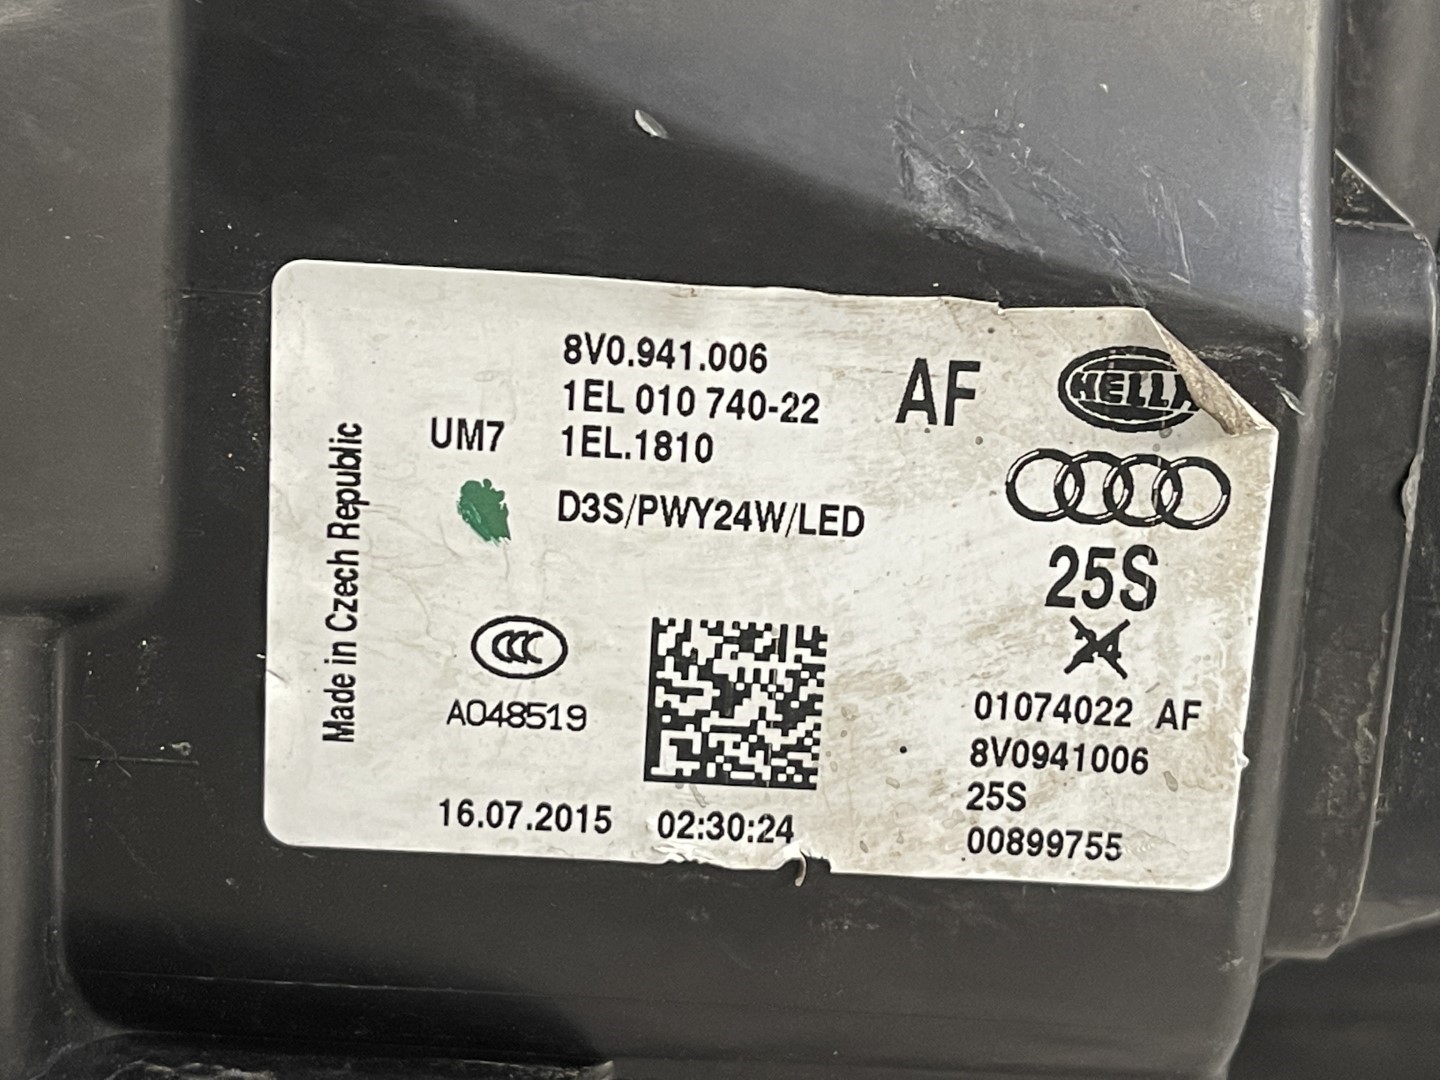 8V0.941.006
1EL 010 740-22
1EL.1810
UM7
AF
HELLA
D3S/PWY24W/LED
25S
24
Made in Czech Republic
CCC
A048519
01074022 AF
8V0941006
25S
00899755
16.07.2015 02:30:24